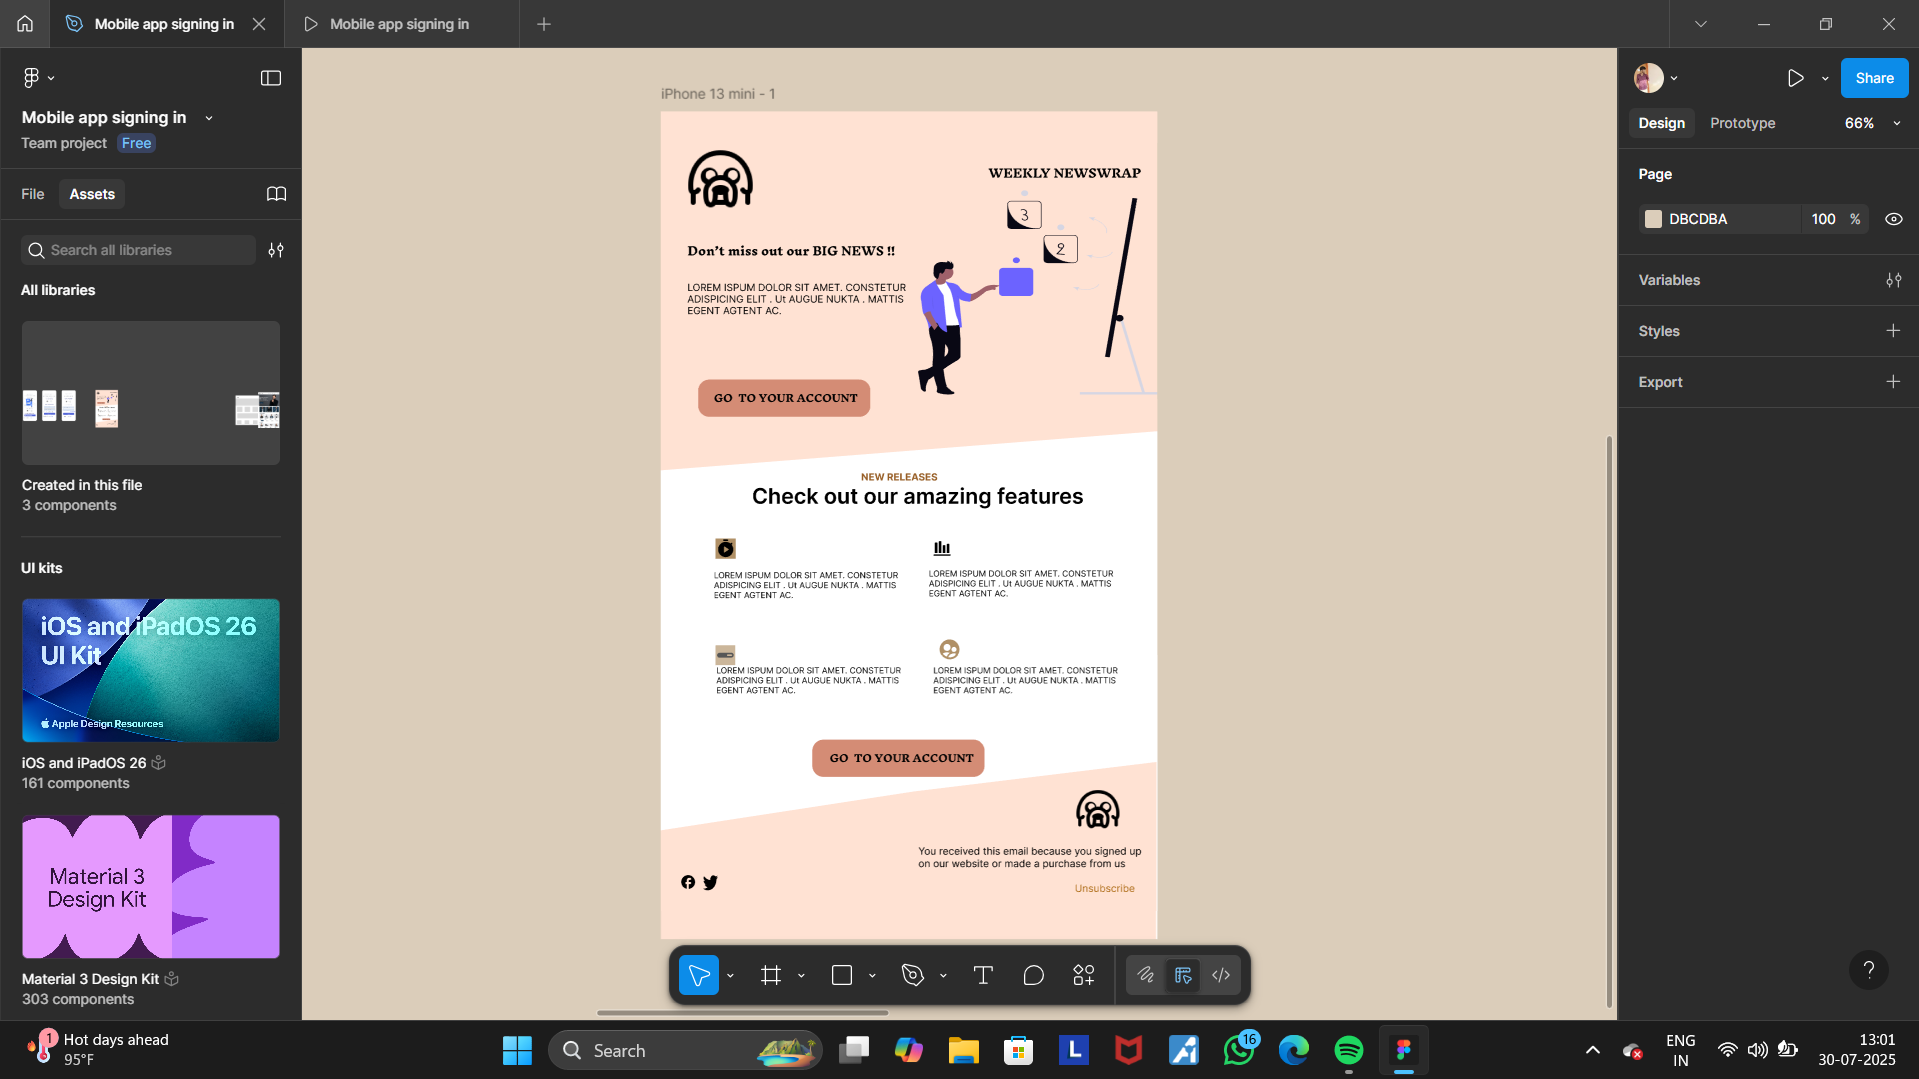 Mobile app signing in
Mobile app signing in
Mobile app signing in
Team project Free
File Assets
Search all libraries
All libraries
Created in this file
3 components
UI kits
iOS and iPadOS 26
UI Kit
Apple Design Resources
iOS and iPadOS 26
161 components
Material 3
Design Kit
Material 3 Design Kit
303 components
iPhone 13 mini - 1
WEEKLY NEWSWRAP
3
2
Don't miss out our BIG NEWS !!
LOREM ISPUM DOLOR SIT AMET. CONSTETUR
ADISPICING ELIT . Ut AUGUE NUKTA . MATTIS
EGENT AGTENT AC.
GO TO YOUR ACCOUNT
NEW RELEASES
Check out our amazing features
LOREM ISPUM DOLOR SIT AMET. CONSTETUR
ADISPICING ELIT . Ut AUGUE NUKTA . MATTIS
EGENT AGTENT AC.
LOREM ISPUM DOLOR SIT AMET. CONSTETUR
ADISPICING ELIT . Ut AUGUE NUKTA . MATTIS
EGENT AGTENT AC.
LOREM ISPUM DOLOR SIT AMET. CONSTETUR
ADISPICING ELIT . Ut AUGUE NUKTA . MATTIS
EGENT AGTENT AC.
LOREM ISPUM DOLOR SIT AMET. CONSTETUR
ADISPICING ELIT . Ut AUGUE NUKTA . MATTIS
EGENT AGTENT AC.
GO TO YOUR ACCOUNT
You received this email because you signed up
on our website or made a purchase from us
Unsubscribe
Share
Design Prototype 66%
Page
DBCDBA 100 %
Variables
Styles
Export
?
1
Hot days ahead
95°F
Search
L
16
ENG
IN
13:01
30-07-2025